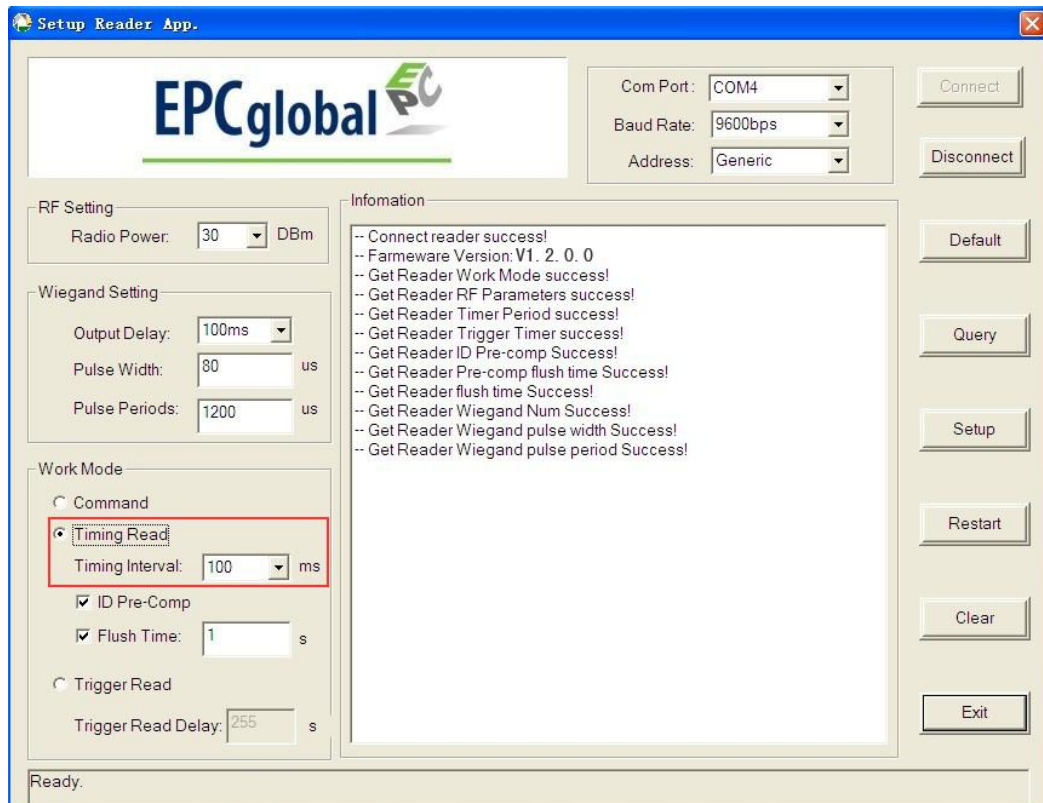 Setup Reader App.
EPCglobal
EPC
Com Port: COM4
Baud Rate: 9600bps
Address: Generic
Connect
Disconnect
RF Setting
Radio Power: 30 DBm
Wiegand Setting
Output Delay: 100ms
Pulse Width: 80 us
Pulse Periods: 1200 us
Work Mode
Command
Timing Read
Timing Interval: 100 ms
ID Pre-Comp
Flush Time: 1 s
Trigger Read
Trigger Read Delay: 255 s
Infomation
-- Connect reader success!
-- Farmeware Version: V1. 2. 0. 0
-- Get Reader Work Mode success!
-- Get Reader RF Parameters success!
-- Get Reader Timer Period success!
-- Get Reader Trigger Timer success!
-- Get Reader ID Pre-comp Success!
-- Get Reader Pre-comp flush time Success!
-- Get Reader flush time Success!
-- Get Reader Wiegand Num Success!
-- Get Reader Wiegand pulse width Success!
-- Get Reader Wiegand pulse period Success!
Default
Query
Setup
Restart
Clear
Exit
Ready.